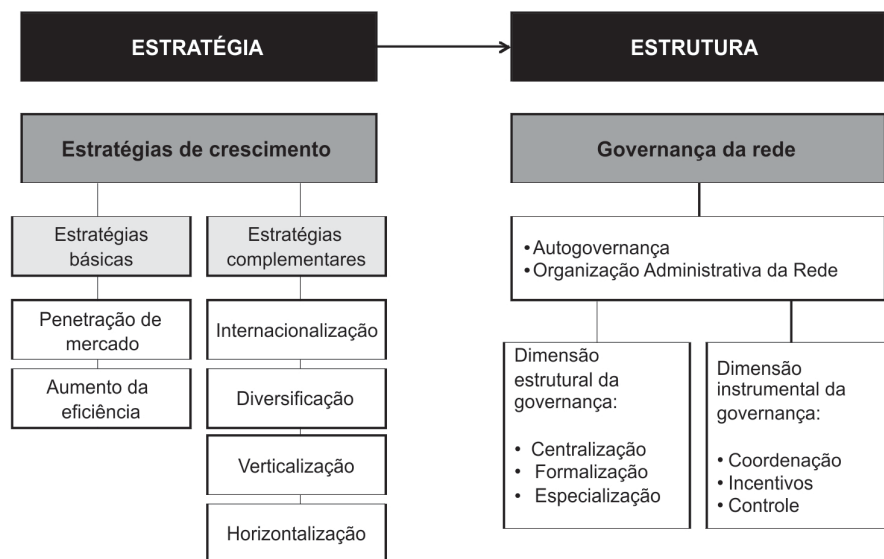 ESTRATÉGIA
ESTRUTURA
Estratégias de crescimento
Governança da rede
Estratégias
básicas
Estratégias
complementares
Penetração de
mercado
Aumento da
eficiência
Internacionalização
Diversificação
Verticalização
Horizontalização
•Autogovernança
•Organização Administrativa da Rede
Dimensão
estrutural da
governança:
• Centralização
• Formalização
• Especialização
Dimensão
instrumental da
governança:
• Coordenação
• Incentivos
• Controle